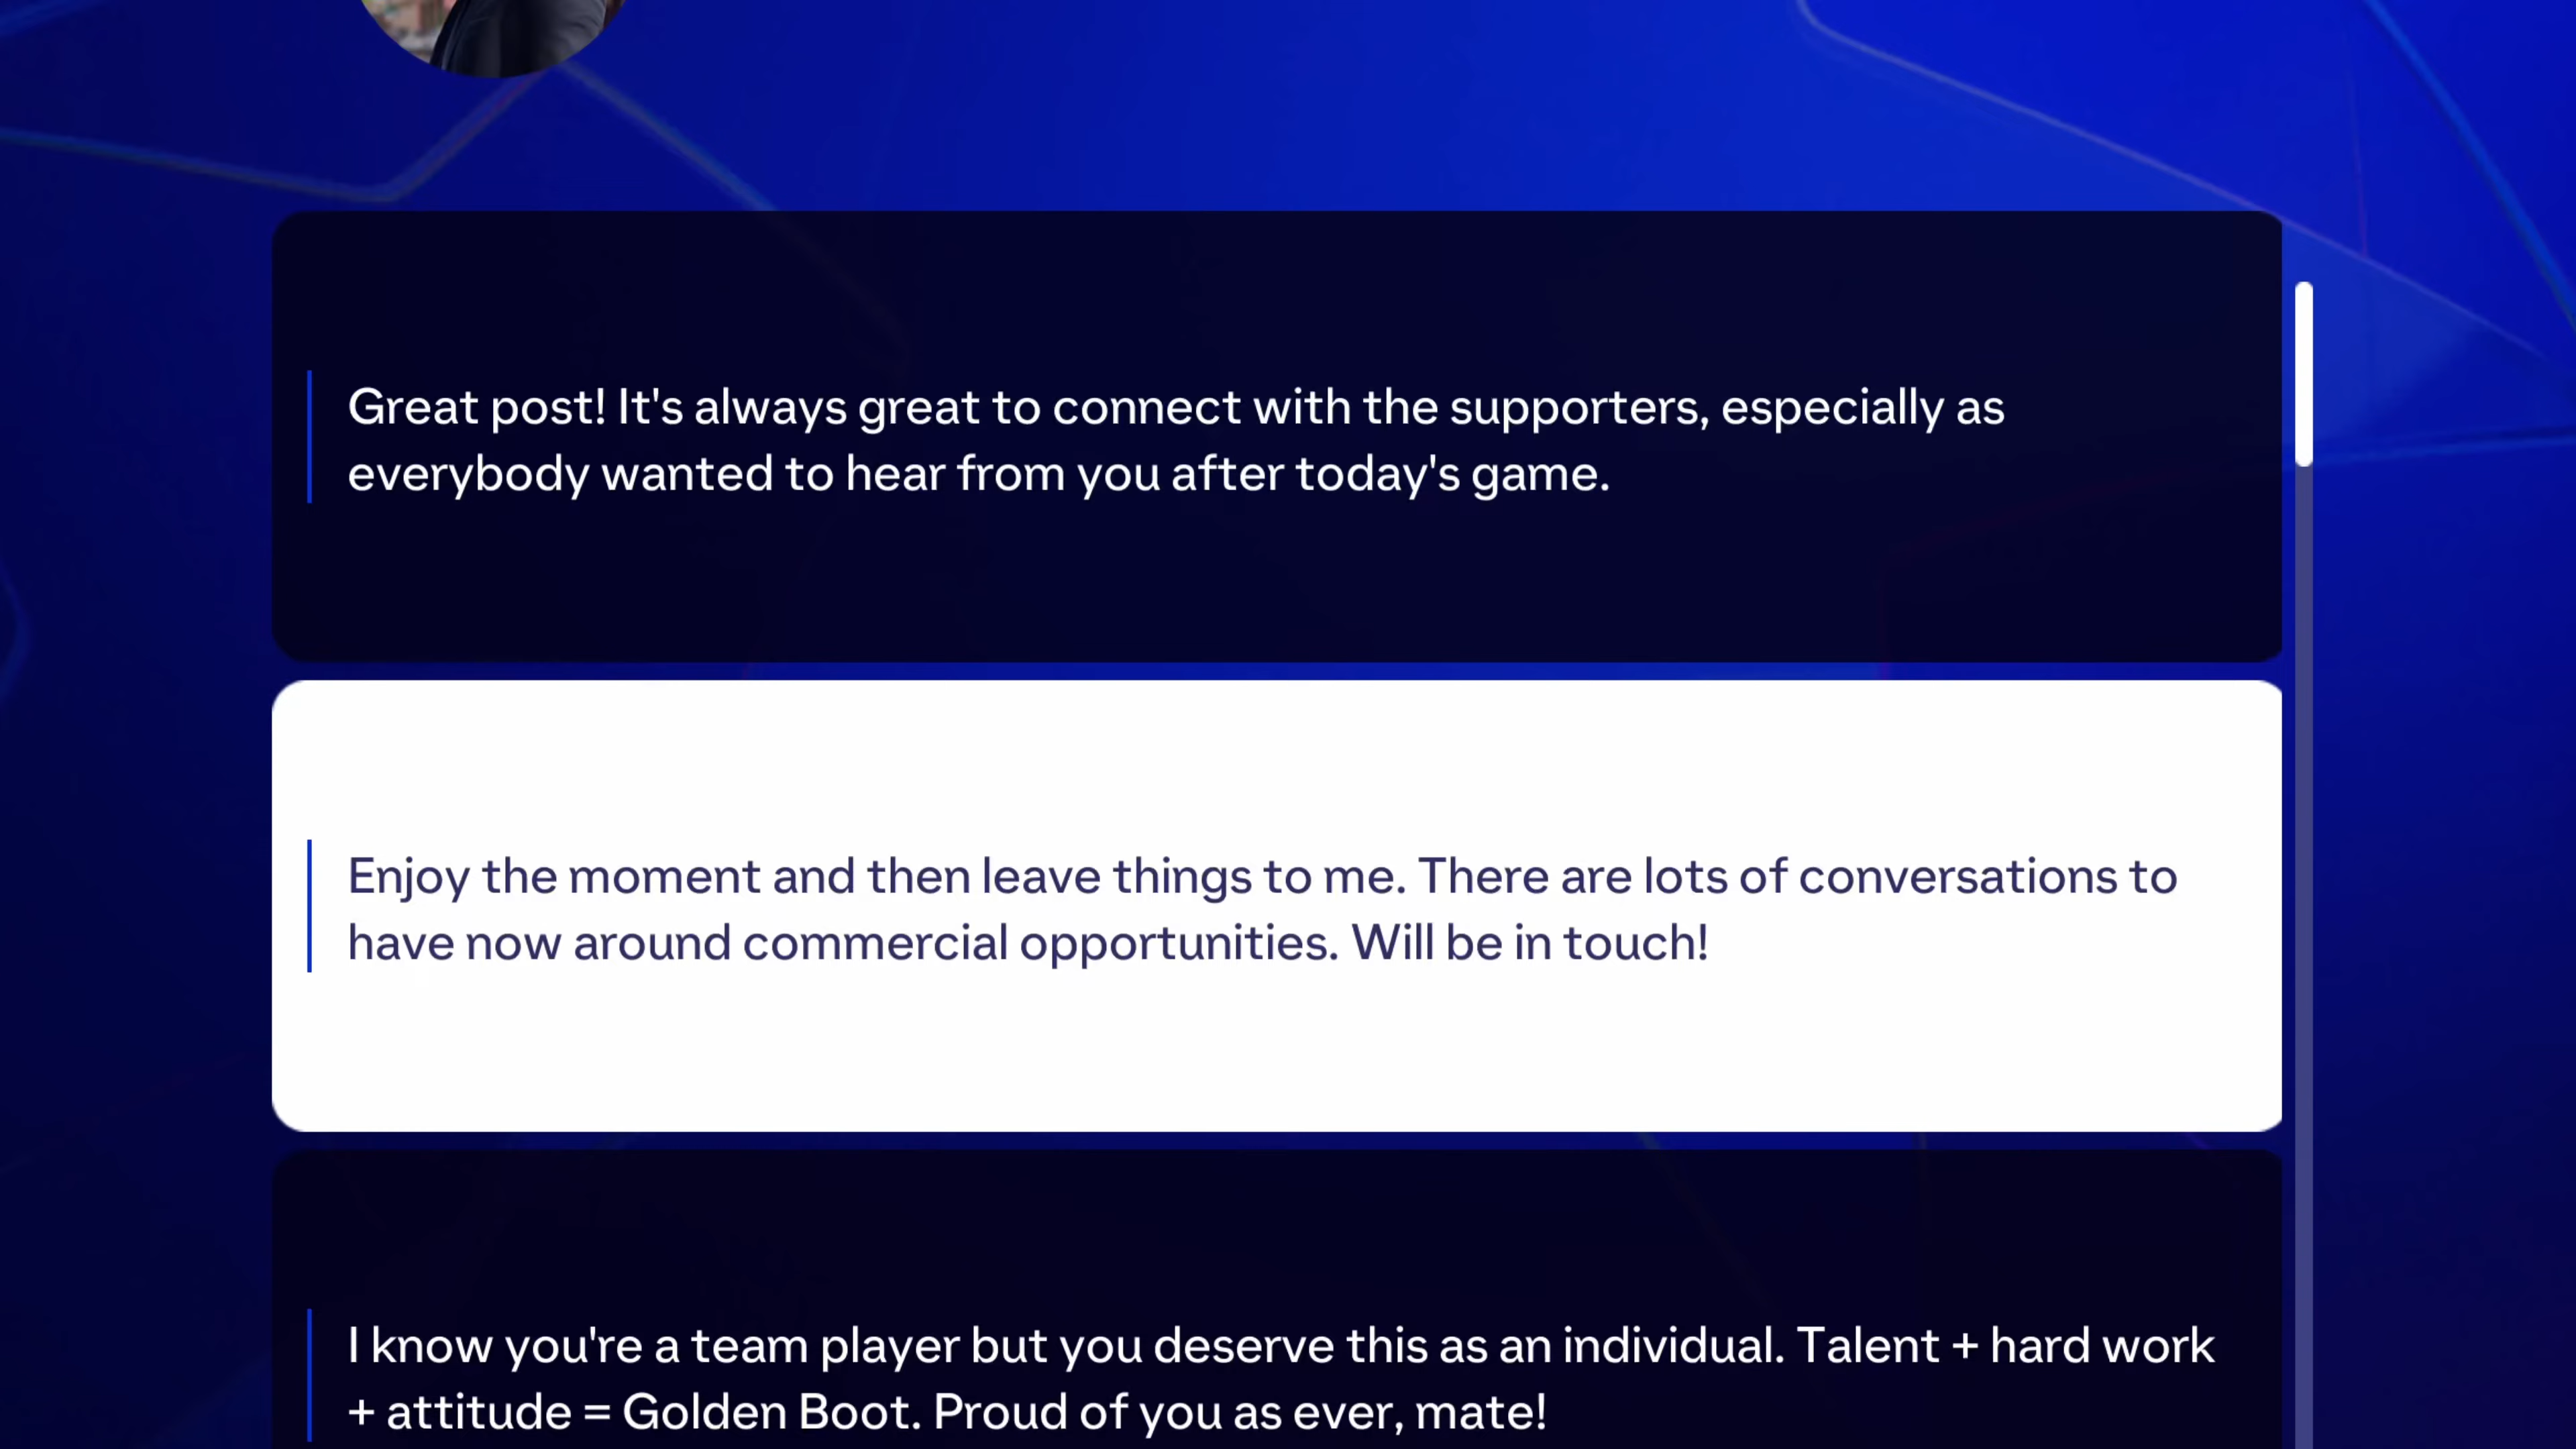 Great post! It's always great to connect with the supporters, especially as
everybody wanted to hear from you after today's game.
Enjoy the moment and then leave things to me. There are lots of conversations to
have now around commercial opportunities. Will be in touch!
I know you're a team player but you deserve this as an individual. Talent + hard work
+ attitude = Golden Boot. Proud of you as ever, mate!